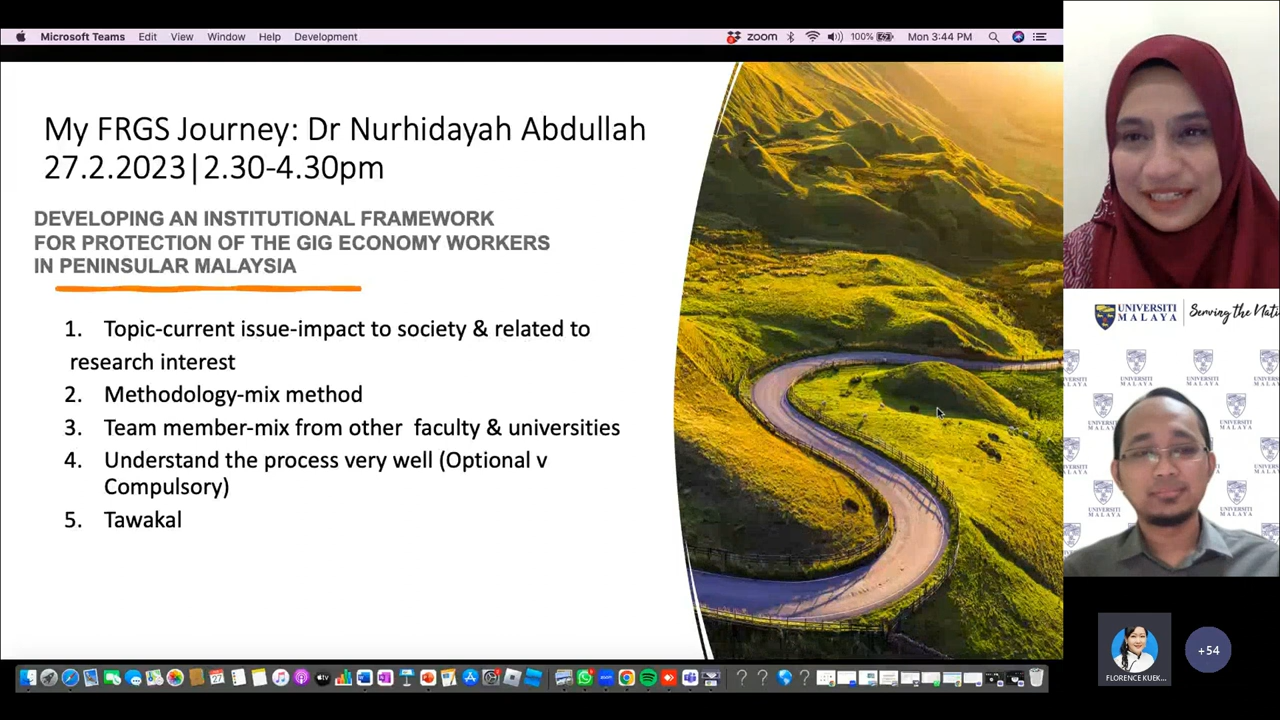 Microsoft Teams Edit View Window Help Development
zoom 100% Mon 3:44 PM
My FRGS Journey: Dr Nurhidayah Abdullah
27.2.2023|2.30-4.30pm
DEVELOPING AN INSTITUTIONAL FRAMEWORK
FOR PROTECTION OF THE GIG ECONOMY WORKERS
IN PENINSULAR MALAYSIA
1. Topic-current issue-impact to society & related to
research interest
2. Methodology-mix method
3. Team member-mix from other faculty & universities
4. Understand the process very well (Optional v
Compulsory)
5. Tawakal
UNIVERSITI
MALAYA
Serving the Nati
UNIVERSITI
MALAYA
FLORENCE KUEK...
+54